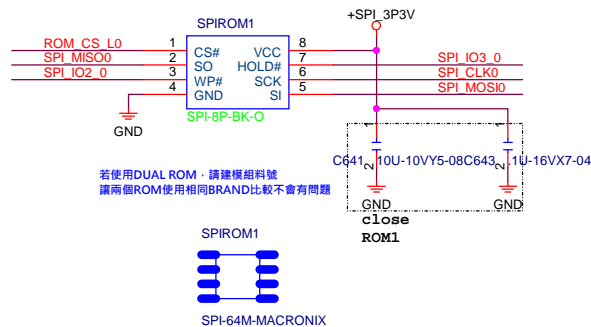 SPIROM1
+SPI_3P3V
ROM_CS_L0 1 CS# VCC 8
SPI_MISO0 2 SO HOLD# 7 SPI_IO3_0
SPI_IO2_0 3 WP# SCK 6 SPI_CLK0
4 GND SI 5 SPI_MOSI0
SPI-8P-BK-O
GND
1 1
C641 10U-10VY5-08 C643 .1U-16VX7-04
2 2
GND GND
close
ROM1
若使用DUAL ROM，請建模組料號
讓兩個ROM使用相同BRAND比較不會有問題
SPIROM1
SPI-64M-MACRONIX